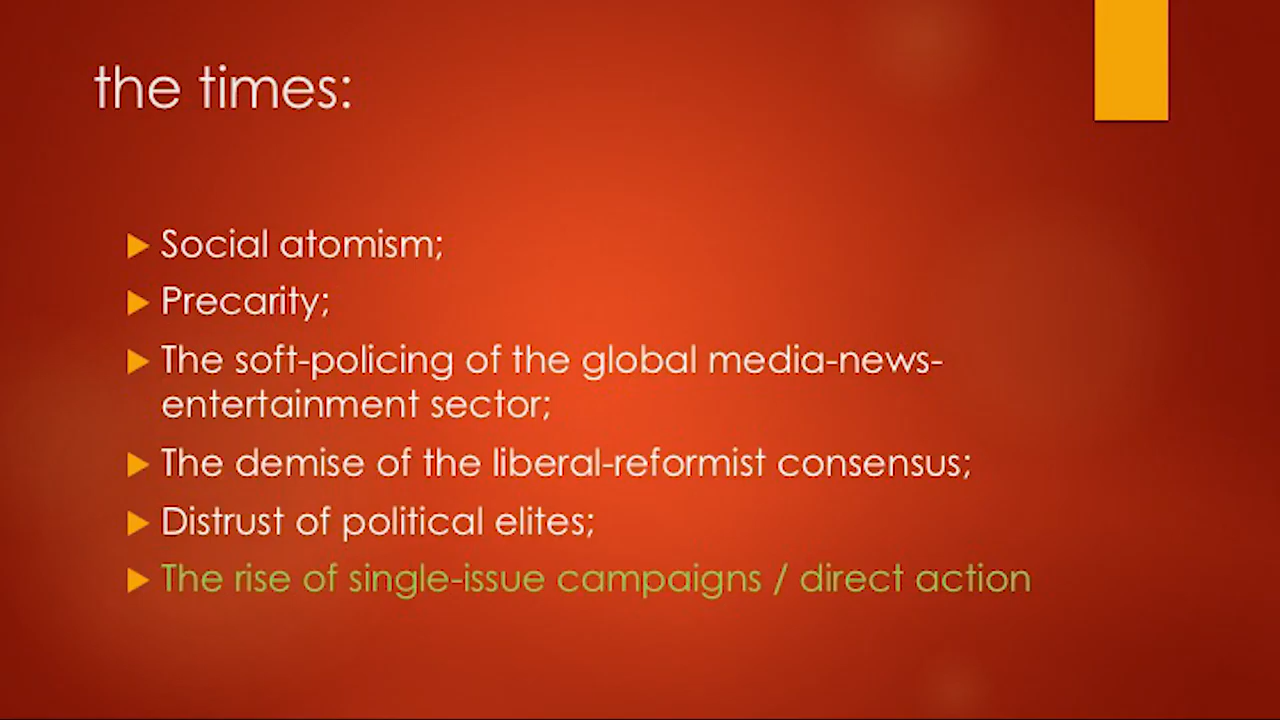 the times:
Social atomism;
Precarity;
The soft-policing of the global media-news-
entertainment sector;
The demise of the liberal-reformist consensus;
Distrust of political elites;
The rise of single-issue campaigns / direct action